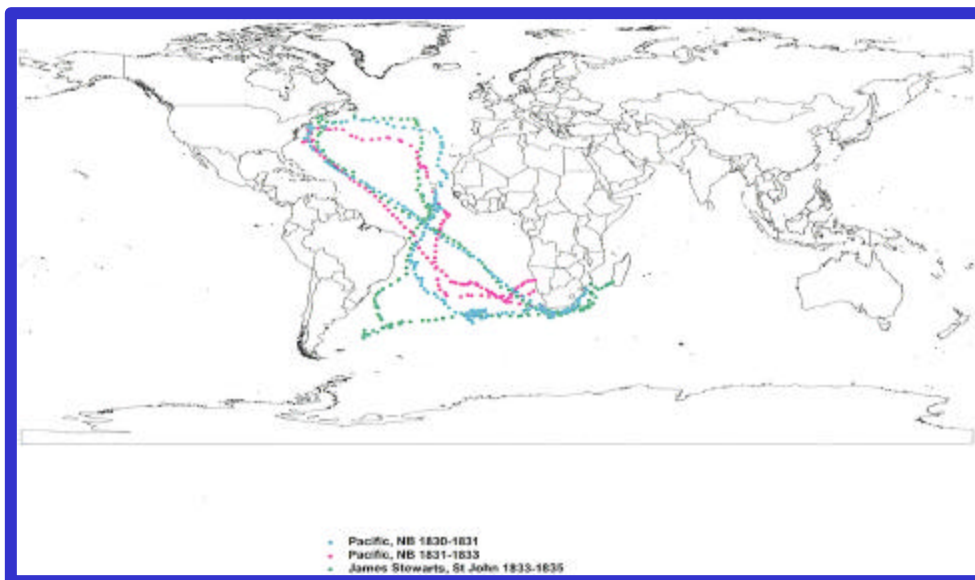 Pacific, NB 1830-1831
Pacific, NB 1831-1833
James Stewarts, St John 1833-1835